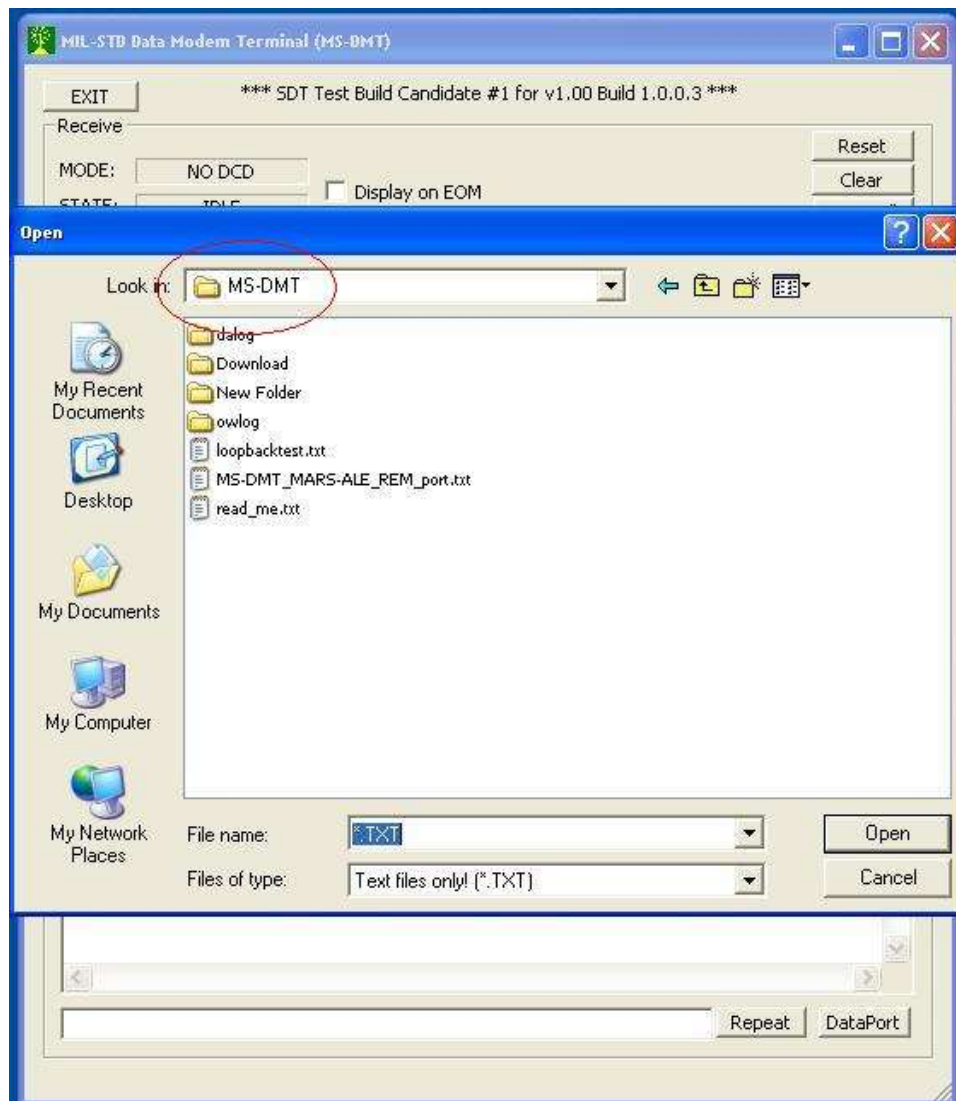 MIL-STD Data Modem Terminal (MS-DMT)
EXIT
*** SDT Test Build Candidate #1 for v1.00 Build 1.0.0.3 ***
Receive
Reset
MODE:
NO DCD
Display on EOM
Clear
STATE:
IDLE
Open
Look in:
MS-DMT
dalog
Download
New Folder
owlog
loopbacktest.txt
MS-DMT_MARS-ALE_REM_port.txt
read_me.txt
My Recent
Documents
Desktop
My Documents
My Computer
My Network
Places
File name:
*.TXT
Open
Files of type:
Text files only! (*.TXT)
Cancel
Repeat
DataPort